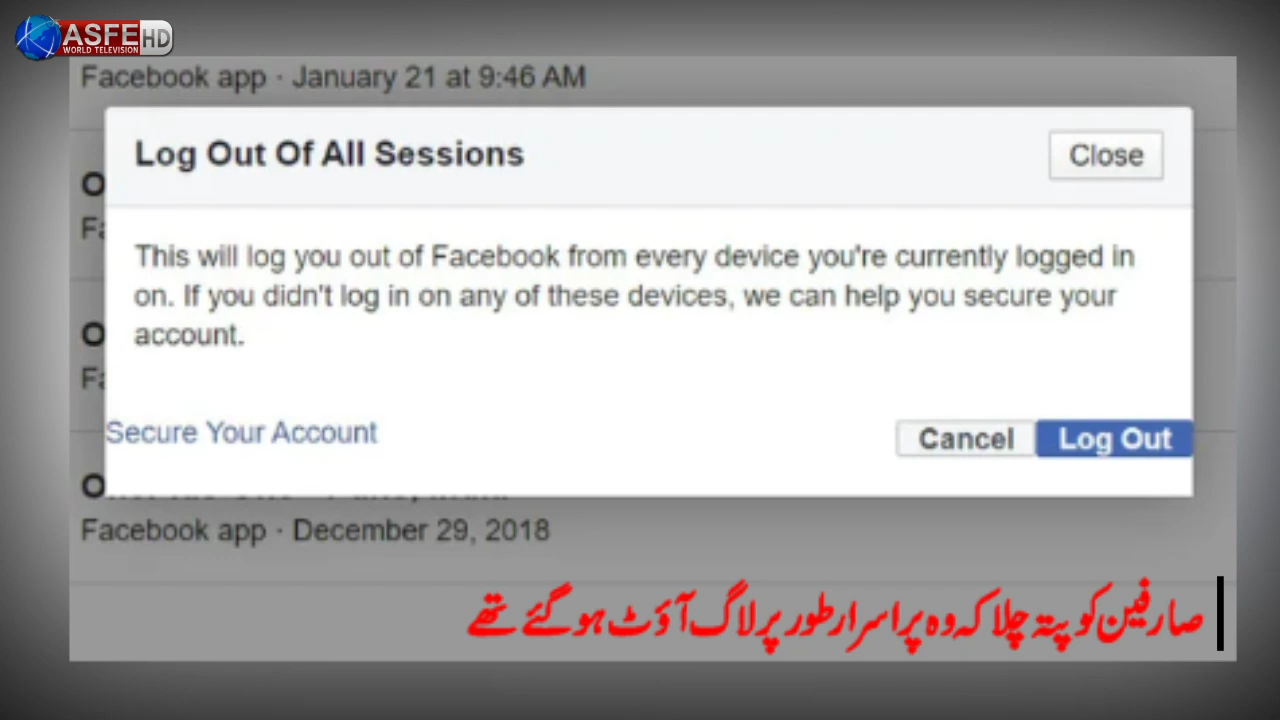 ASFE HD
WORLD TELEVISION
Facebook app · January 21 at 9:46 AM
Log Out Of All Sessions
Close
This will log you out of Facebook from every device you're currently logged in
on. If you didn't log in on any of these devices, we can help you secure your
account.
Secure Your Account
Cancel
Log Out
Facebook app · December 29, 2018
صارفین کو پتہ چلا کہ وہ پراسرار طور پر لاگ آؤٹ ہو گئے تھے